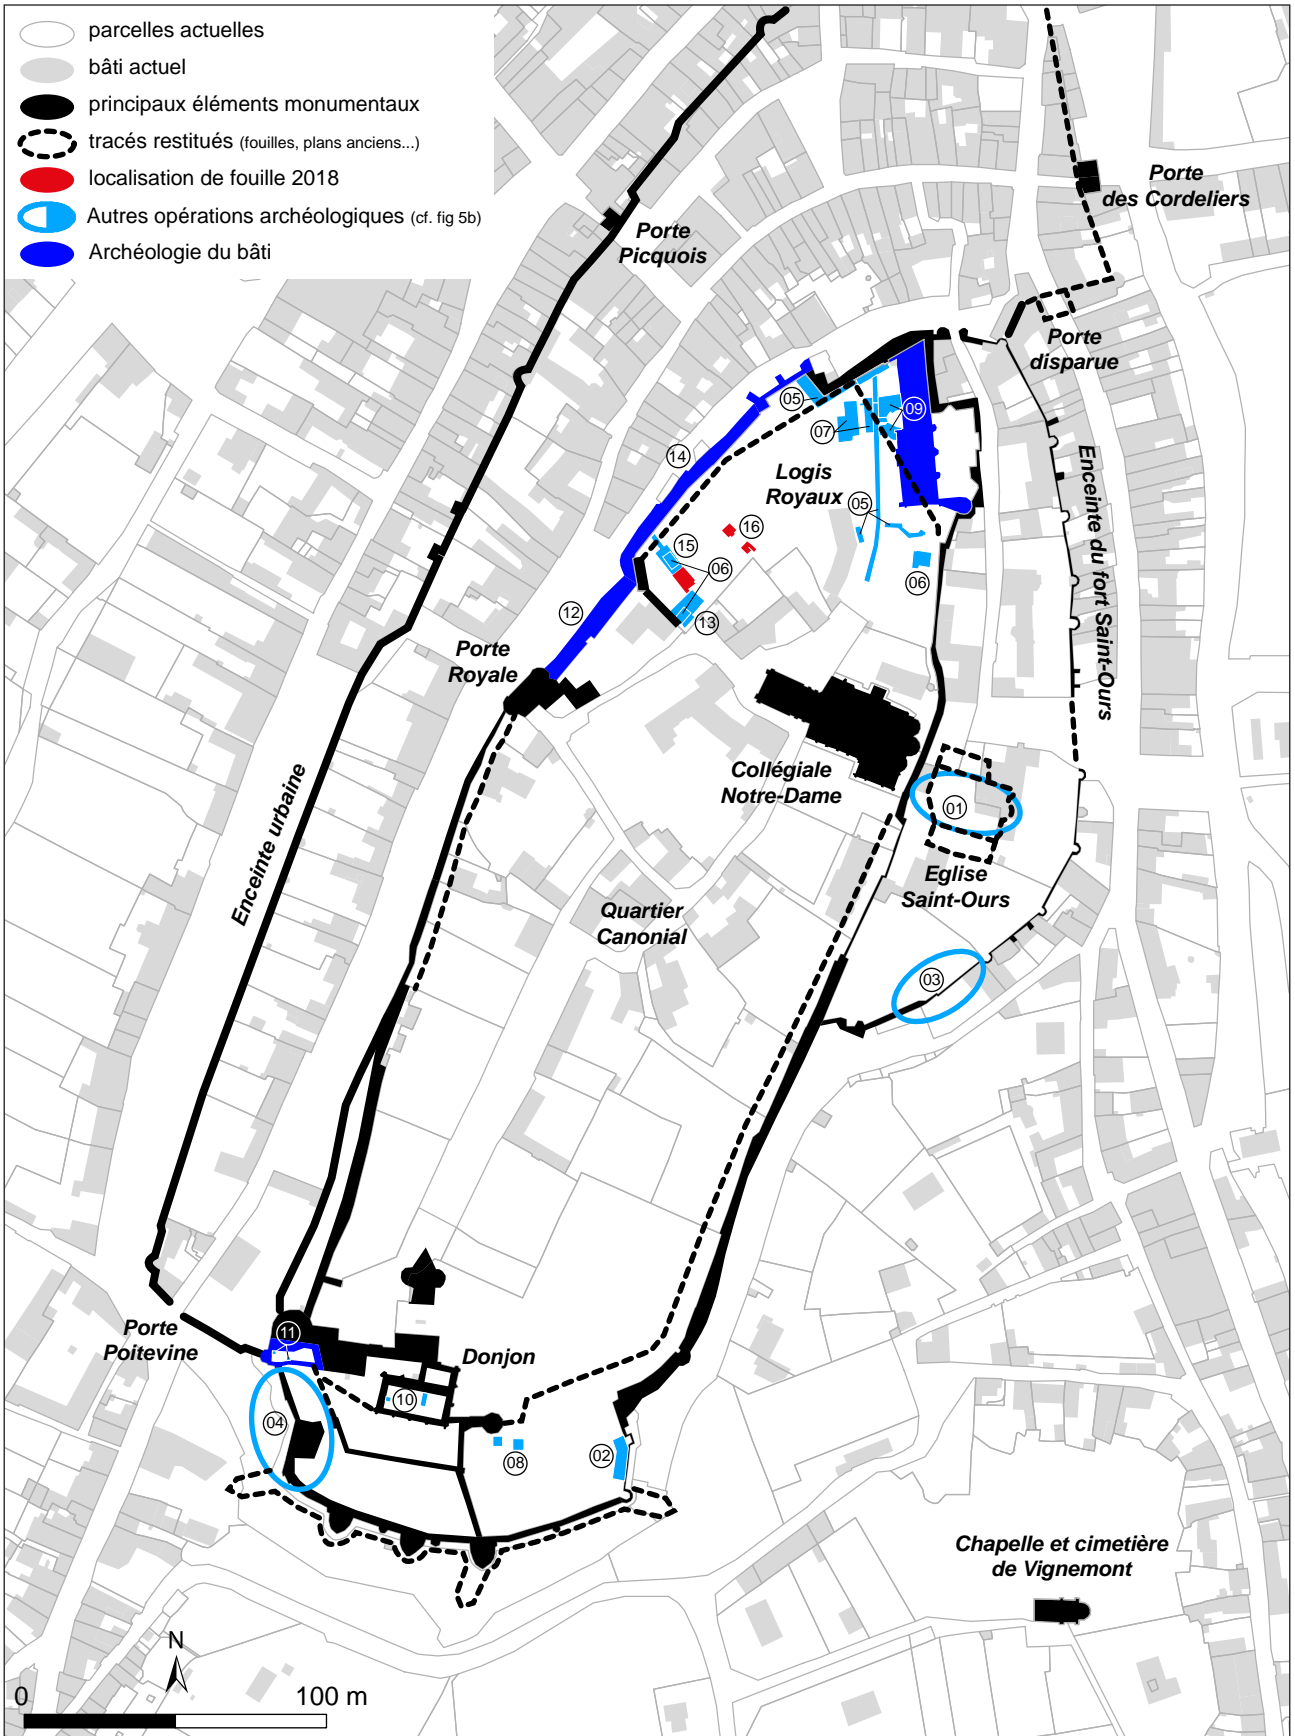 parcelles actuelles
bâti actuel
principaux éléments monumentaux
tracés restitués (fouilles, plans anciens...)
localisation de fouille 2018
Autres opérations archéologiques (cf. fig 5b)
Archéologie du bâti
Porte
des Cordeliers
Porte
Picquois
Porte
disparue
05
09
07
14
Logis
Royaux
Enceinte du fort Saint-Ours
05
16
15
06
06
12
13
Porte
Royale
Collégiale
Notre-Dame
01
Enceinte urbaine
Eglise
Saint-Ours
Quartier
Canonial
03
Porte
Poitevine
11
Donjon
10
04
08
02
Chapelle et cimetière
de Vignemont
N
0
100 m